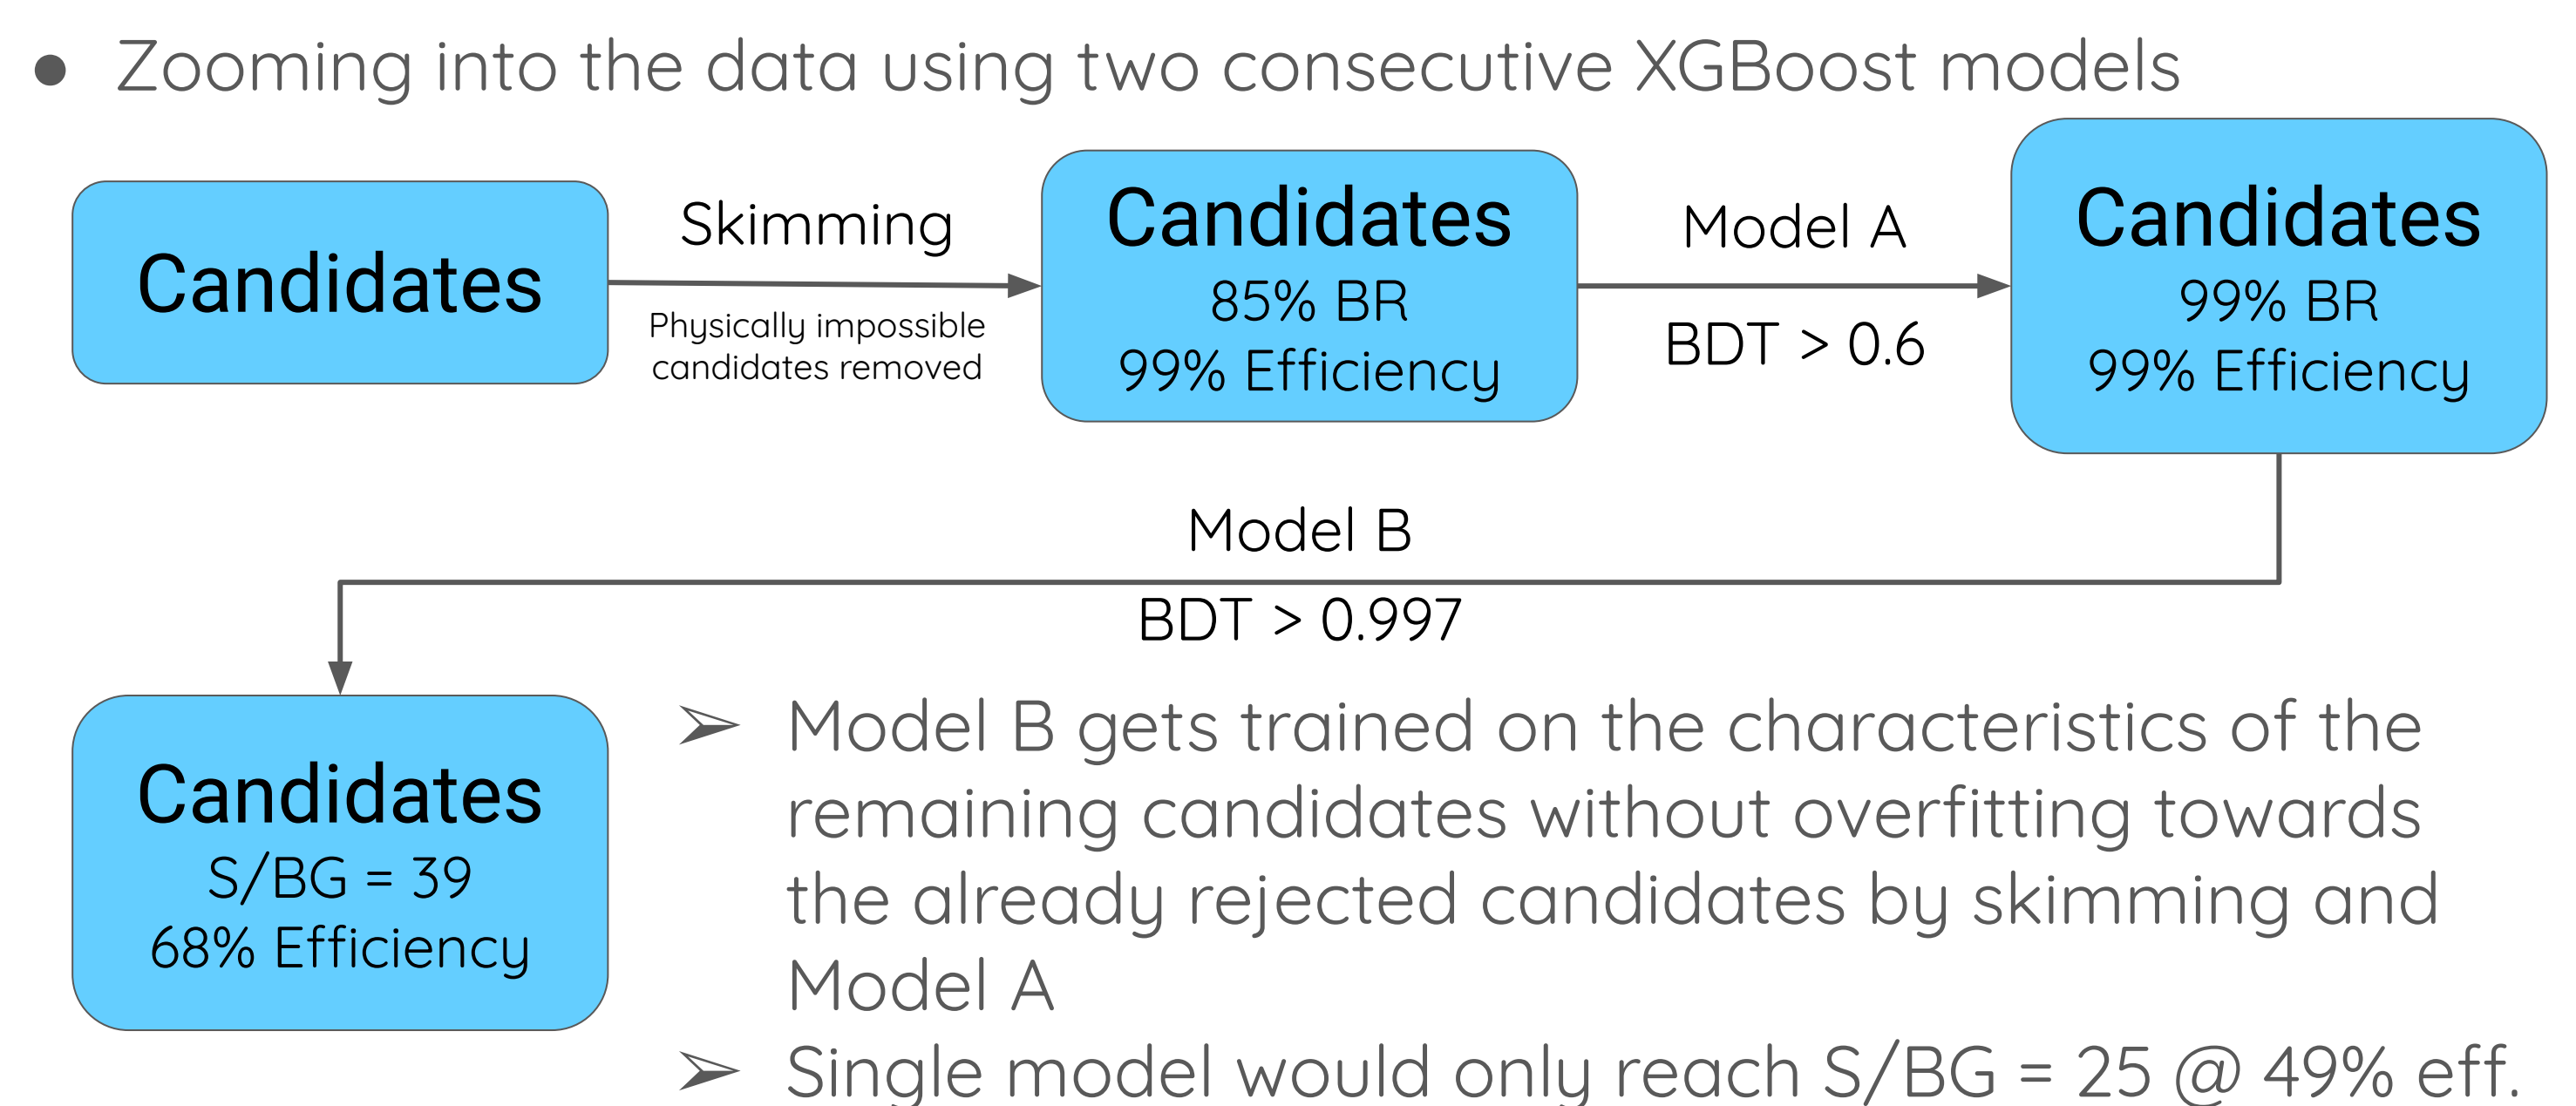 ● Zooming into the data using two consecutive XGBoost models
Candidates
Skimming
Physically impossible
candidates removed
Candidates
85% BR
99% Efficiency
Model A
BDT > 0.6
Candidates
99% BR
99% Efficiency
Model B
BDT > 0.997
Candidates
S/BG = 39
68% Efficiency
➢ Model B gets trained on the characteristics of the
remaining candidates without overfitting towards
the already rejected candidates by skimming and
Model A
➢ Single model would only reach S/BG = 25 @ 49% eff.